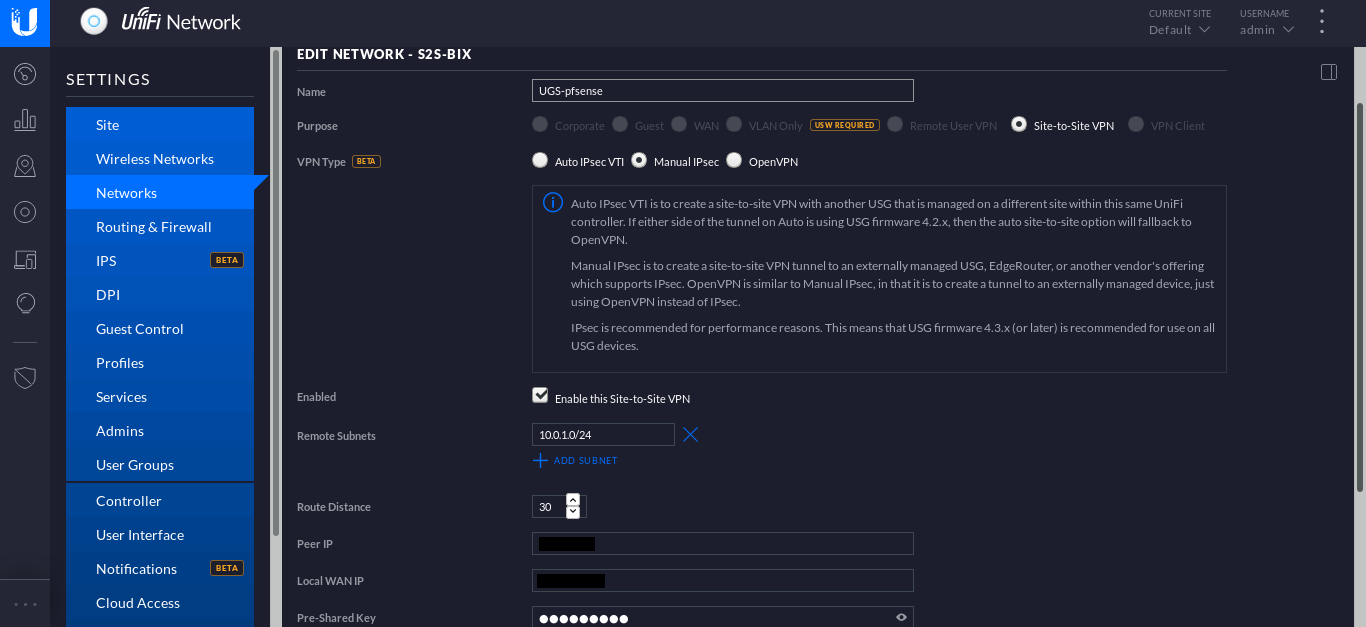 UniFi Network
CURRENT SITE
Default
USERNAME
admin
SETTINGS
Site
Wireless Networks
Networks
Routing & Firewall
IPS BETA
DPI
Guest Control
Profiles
Services
Admins
User Groups
Controller
User Interface
Notifications BETA
Cloud Access
EDIT NETWORK - S2S-BIX
Name UGS-pfsense
Purpose Corporate Guest WAN VLAN Only USW REQUIRED Remote User VPN Site-to-Site VPN VPN Client
VPN Type BETA Auto IPsec VTI Manual IPsec OpenVPN
Auto IPsec VTI is to create a site-to-site VPN with another USG that is managed on a different site within this same UniFi
controller. If either side of the tunnel on Auto is using USG firmware 4.2.x, then the auto site-to-site option will fallback to
OpenVPN.
Manual IPsec is to create a site-to-site VPN tunnel to an externally managed USG, EdgeRouter, or another vendor's offering
which supports IPsec. OpenVPN is similar to Manual IPsec, in that it is to create a tunnel to an externally managed device, just
using OpenVPN instead of IPsec.
IPsec is recommended for performance reasons. This means that USG firmware 4.3.x (or later) is recommended for use on all
USG devices.
Enabled Enable this Site-to-Site VPN
Remote Subnets 10.0.1.0/24
ADD SUBNET
Route Distance 30
Peer IP
Local WAN IP
Pre-Shared Key ●●●●●●●●●